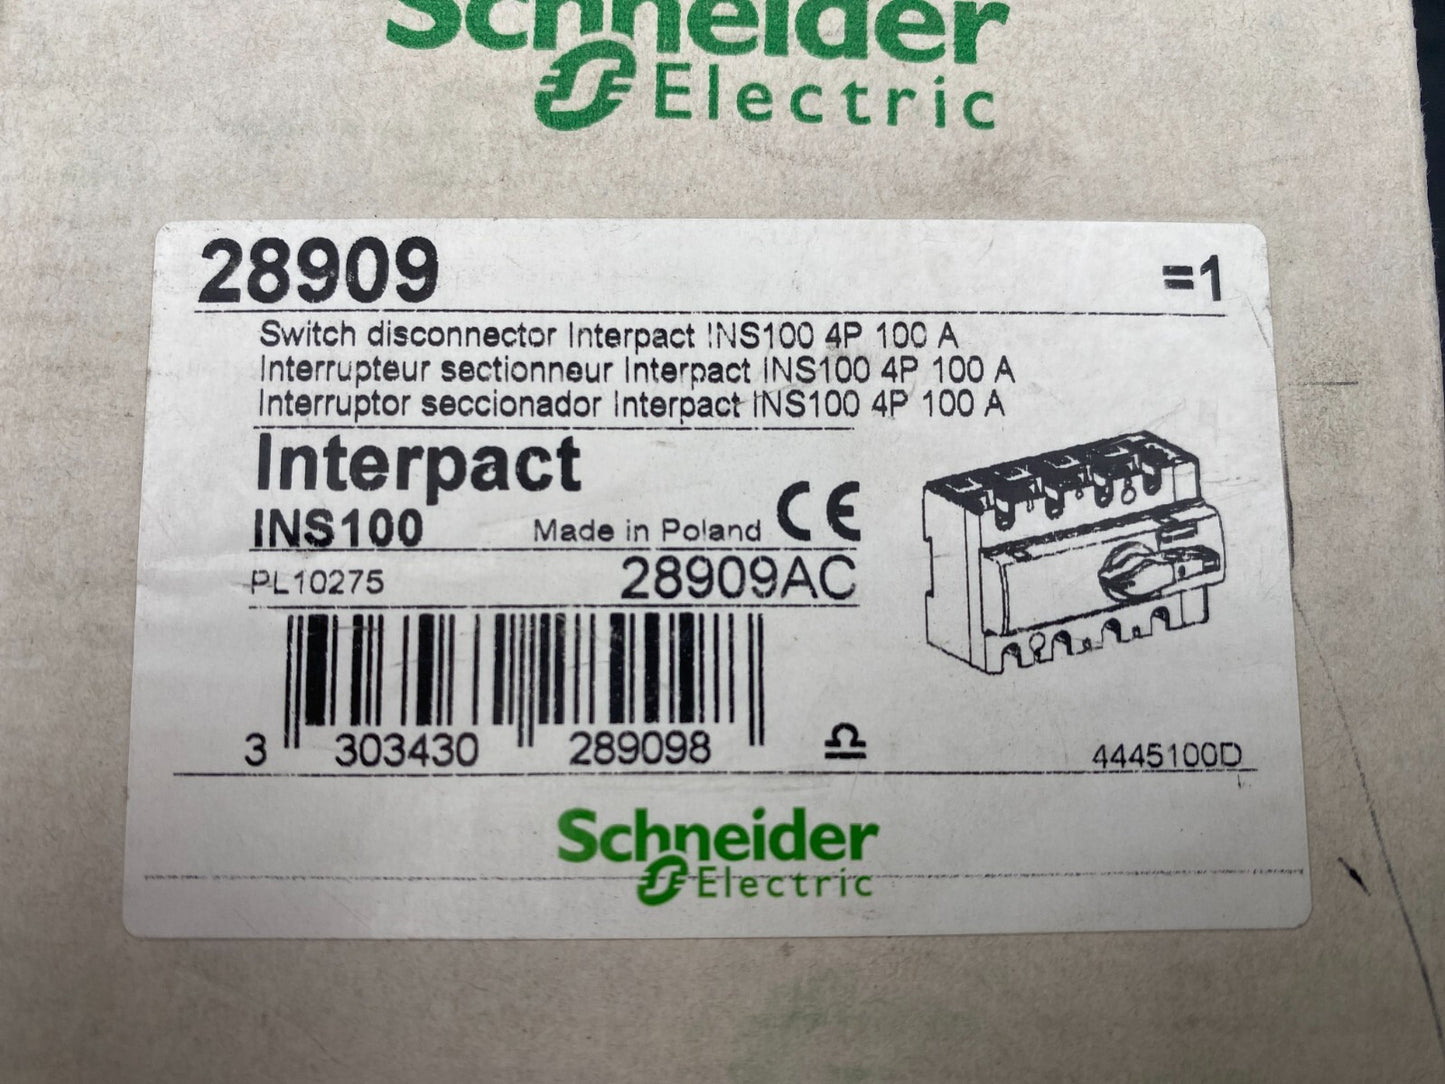 Schneider
Electric
28909
=1
Switch disconnector Interpact INS100 4P 100 A
Interrupteur sectionneur Interpact INS100 4P 100 A
Interruptor seccionador Interpact INS100 4P 100 A
Interpact
INS100
Made in Poland CE
PL10275
28909AC
3 303430 289098
4445100D
Schneider
Electric